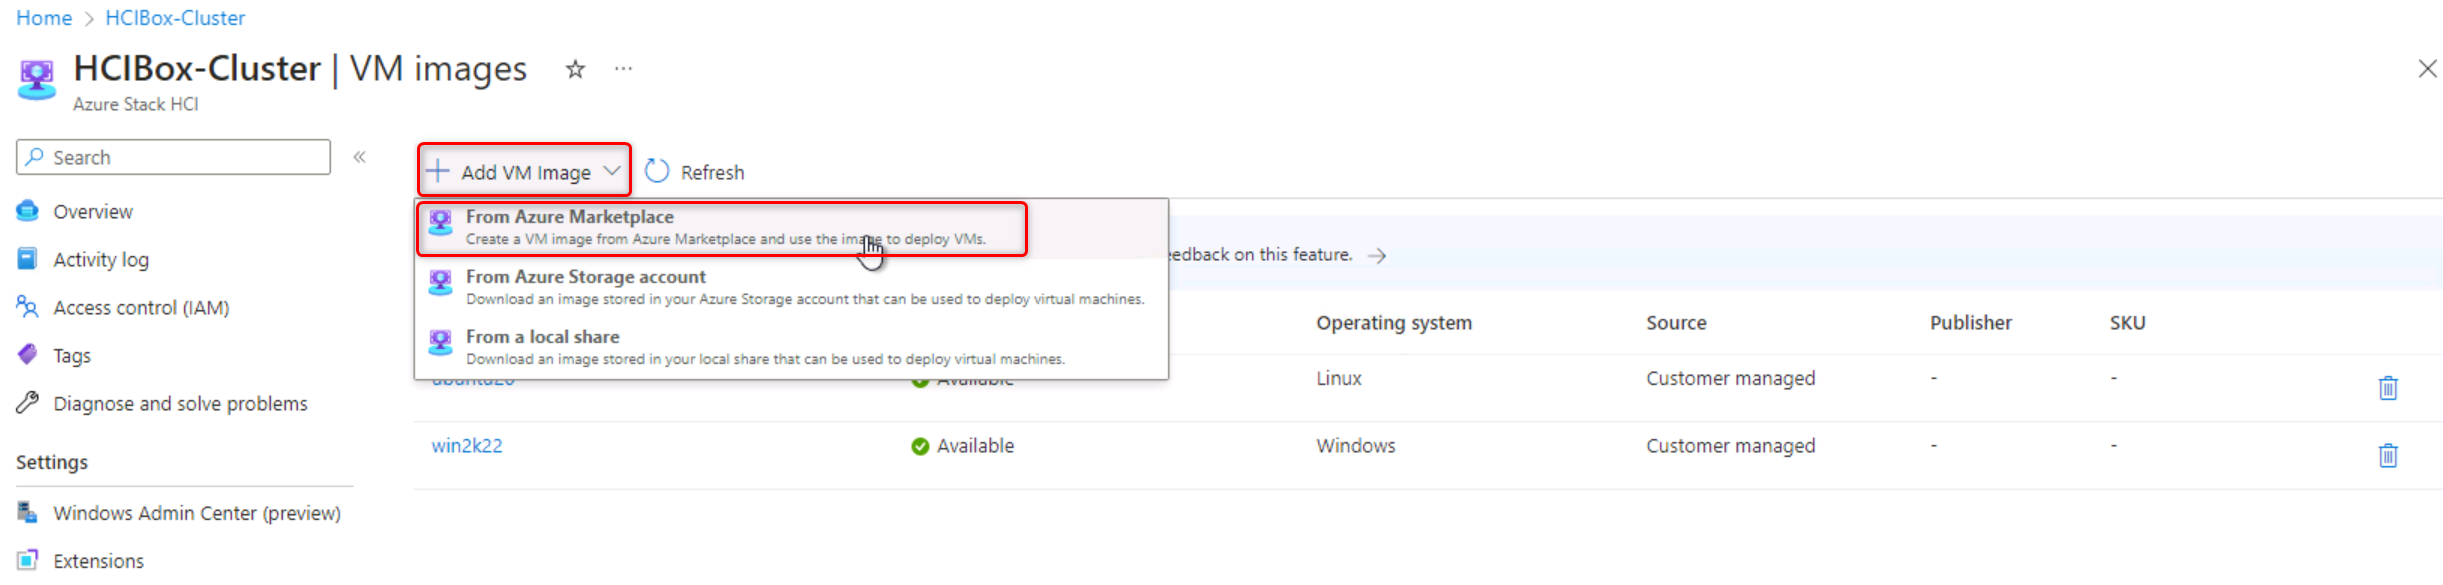 Home > HCIBox-Cluster
HCIBox-Cluster | VM images
Azure Stack HCI
Search
Add VM Image
Refresh
Overview
Activity log
Access control (IAM)
Tags
Diagnose and solve problems
Settings
Windows Admin Center (preview)
Extensions
From Azure Marketplace
Create a VM image from Azure Marketplace and use the image to deploy VMs.
From Azure Storage account
Download an image stored in your Azure Storage account that can be used to deploy virtual machines.
From a local share
Download an image stored in your local share that can be used to deploy virtual machines.
on this feature. →
Operating system Source Publisher SKU
Available Linux Customer managed - -
win2k22 Available Windows Customer managed - -